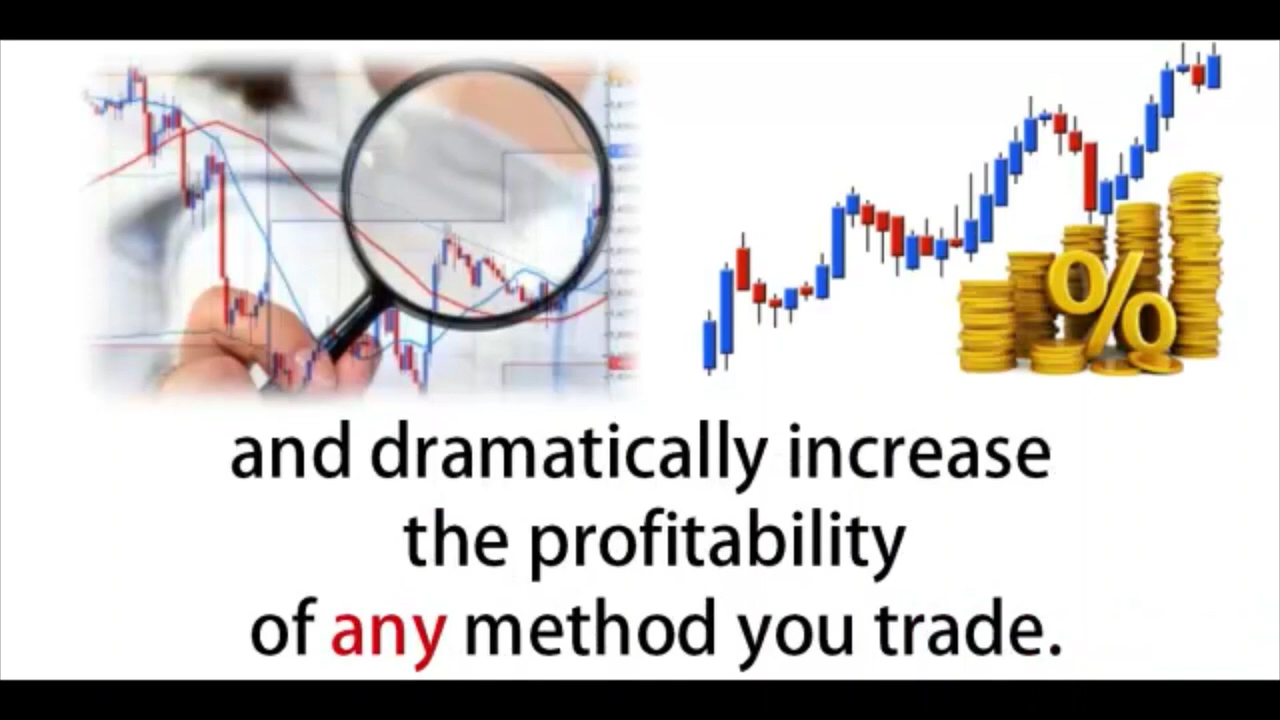 %
and dramatically increase
the profitability
of any method you trade.